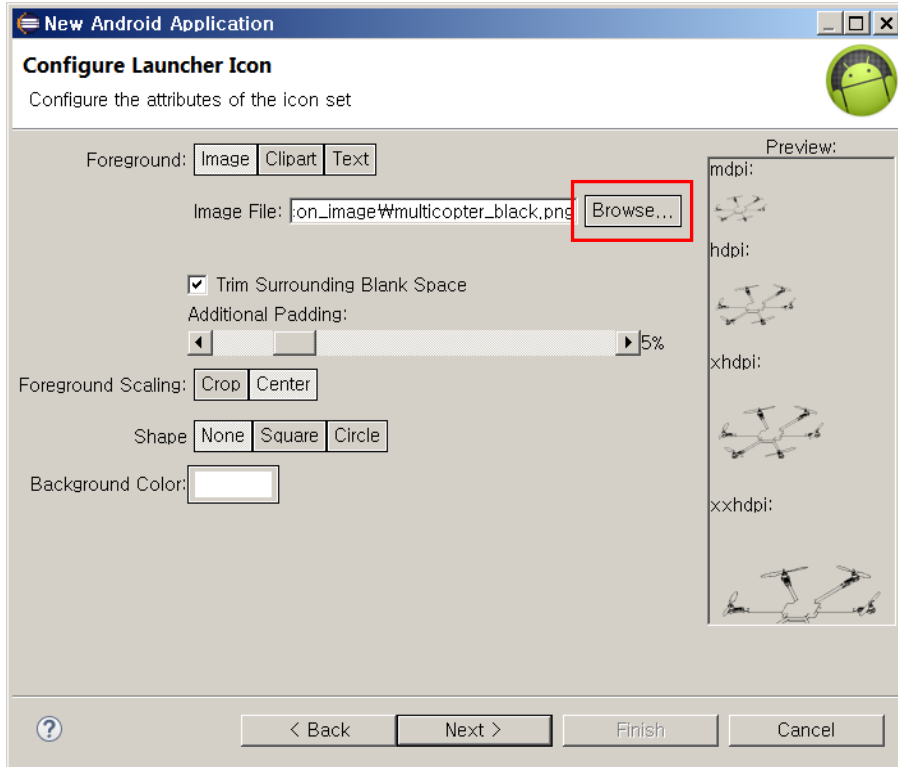 New Android Application
Configure Launcher Icon
Configure the attributes of the icon set
Foreground: Image Clipart Text
Image File: :on_image₩multicopter_black.png Browse...
Trim Surrounding Blank Space
Additional Padding:
5%
Foreground Scaling: Crop Center
Shape None Square Circle
Background Color:
Preview:
mdpi:
hdpi:
xhdpi:
xxhdpi:
? < Back Next > Finish Cancel